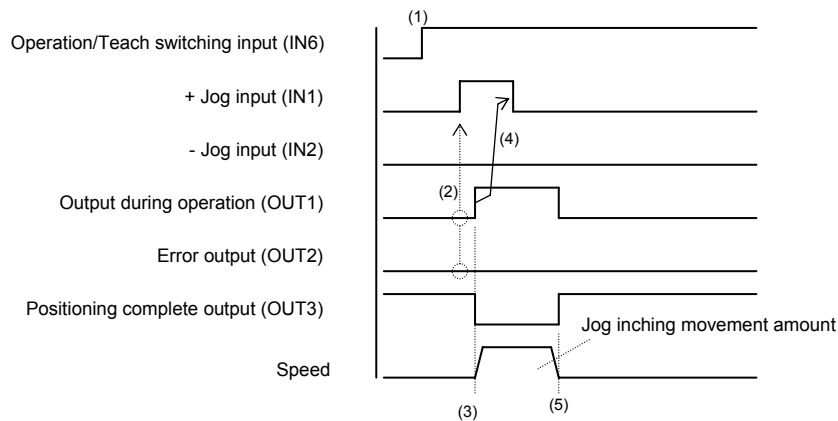 (1)
Operation/Teach switching input (IN6)
+ Jog input (IN1)
- Jog input (IN2)
(4)
(2)
Output during operation (OUT1)
Error output (OUT2)
Positioning complete output (OUT3)
Jog inching movement amount
Speed
(3)
(5)